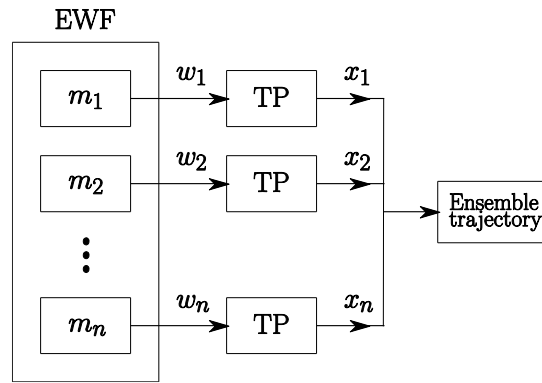 EWF
m₁ w₁ TP x₁
m₂ w₂ TP x₂
Ensemble
trajectory
mₙ wₙ TP xₙ